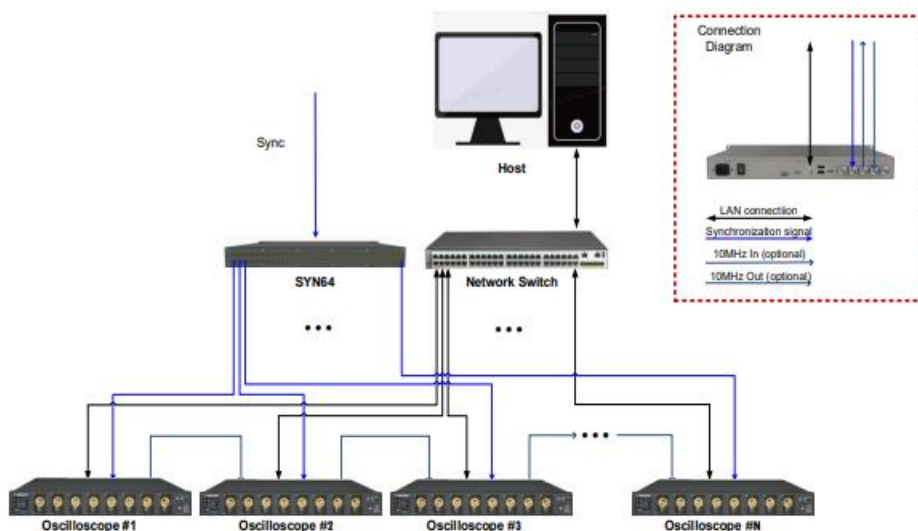 Connection
Diagram
Sync
Host
LAN connectiion
Synchronization signal
10MHz In (optional)
10MHz Out (optional)
SYN64
Network Switch
Oscilloscope #1
Oscilloscope #2
Oscilloscope #3
Oscilloscope #N